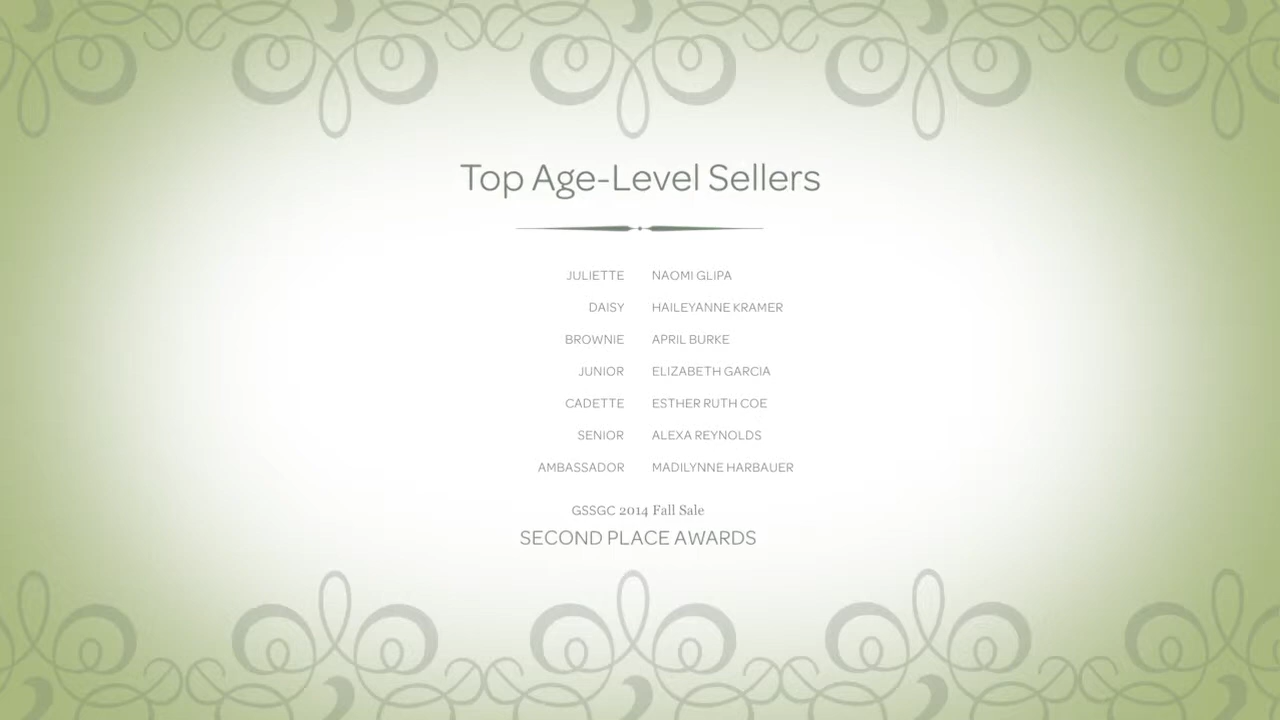 Top Age-Level Sellers
JULIETTE NAOMI GLIPA
DAISY HAILEYANNE KRAMER
BROWNIE APRIL BURKE
JUNIOR ELIZABETH GARCIA
CADETTE ESTHER RUTH COE
SENIOR ALEXA REYNOLDS
AMBASSADOR MADILYNNE HARBAUER
GSSGC 2014 Fall Sale
SECOND PLACE AWARDS